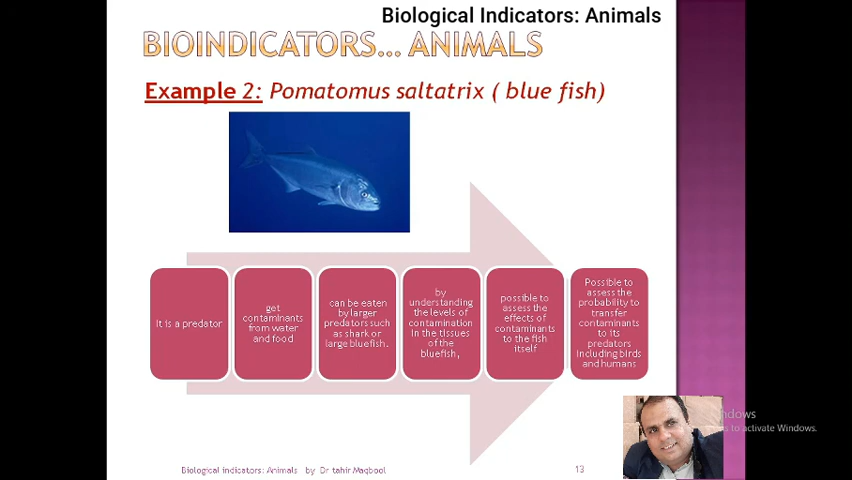 Biological Indicators: Animals
BIOINDICATORS... ANIMALS
Example 2: Pomatomus saltatrix ( blue fish)
It is a predator
get
contaminants
from water
and food
can be eaten
by larger
predators such
as shark or
large bluefish.
by
understanding
the levels of
contamination
in the tissues
of the
bluefish,
possible to
assess the
effects of
contaminants
to the fish
itself
Possible to
assess the
probability to
transfer
contaminants
to its
predators
including birds
and humans
ndows
s to activate Windows.
Biological indicators: Animals by Dr tahir Maqbool
13